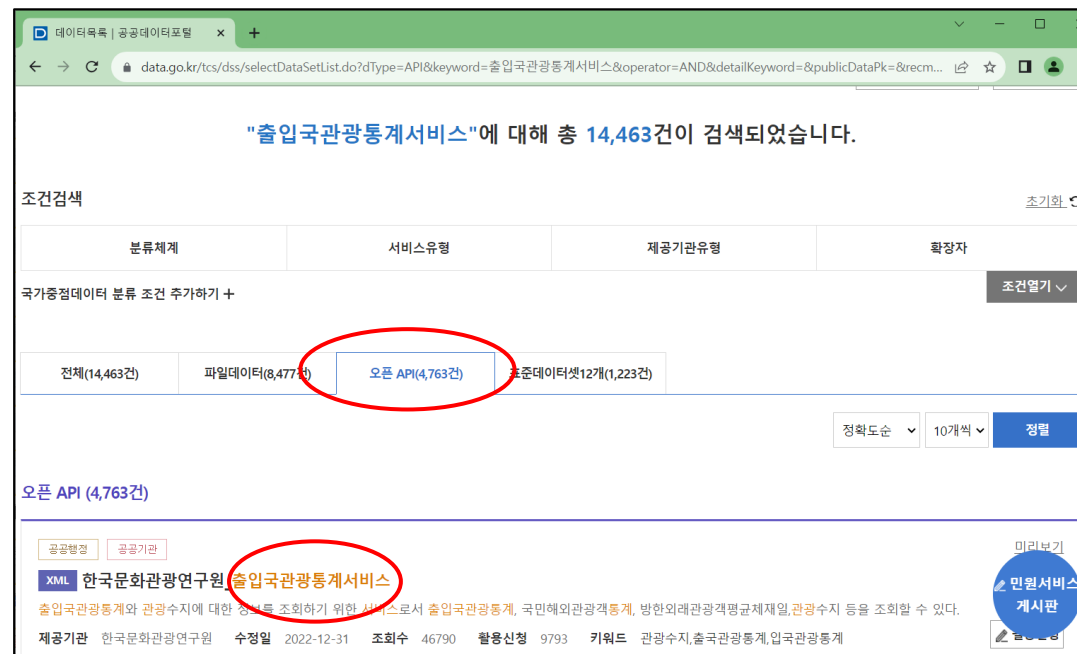 데이터목록 | 공공데이터포털
data.go.kr/tcs/dss/selectDataSetList.do?dType=API&keyword=출입국관광통계서비스&operator=AND&detailKeyword=&publicDataPk=&recm...
"출입국관광통계서비스"에 대해 총 14,463건이 검색되었습니다.
조건검색
초기화
분류체계 서비스유형 제공기관유형 확장자
국가중점데이터 분류 조건 추가하기 +
조건열기
전체(14,463건) 파일데이터(8,477건) 오픈 API(4,763건) 표준데이터셋12개(1,223건)
정확도순 10개씩 정렬
오픈 API (4,763건)
공공행정 공공기관
미리보기
XML 한국문화관광연구원_출입국관광통계서비스
민원서비스
게시판
출입국관광통계와 관광수지에 대한 정보를 조회하기 위한 서비스로서 출입국관광통계, 국민해외관광객통계, 방한외래관광객평균체재일,관광수지 등을 조회할 수 있다.
제공기관 한국문화관광연구원 수정일 2022-12-31 조회수 46790 활용신청 9793 키워드 관광수지,출국관광통계,입국관광통계